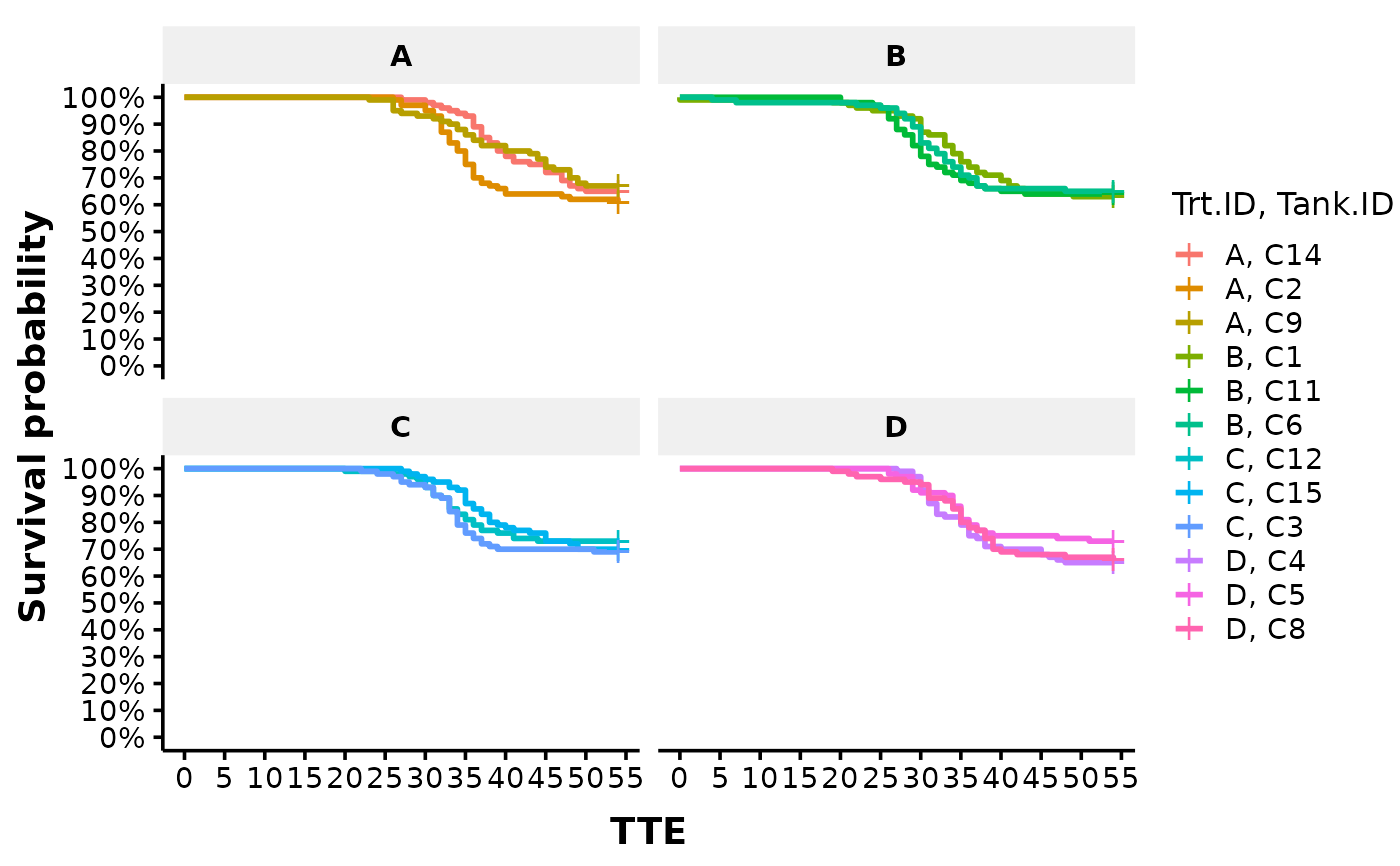 A
B
100%
90%
80%
70%
60%
50%
40%
30%
20%
10%
0%
C
D
100%
90%
80%
70%
60%
50%
40%
30%
20%
10%
0%
0 5 10 15 20 25 30 35 40 45 50 55
0 5 10 15 20 25 30 35 40 45 50 55
TTE
Survival probability
Trt.ID, Tank.ID
A, C14
A, C2
A, C9
B, C1
B, C11
B, C6
C, C12
C, C15
C, C3
D, C4
D, C5
D, C8